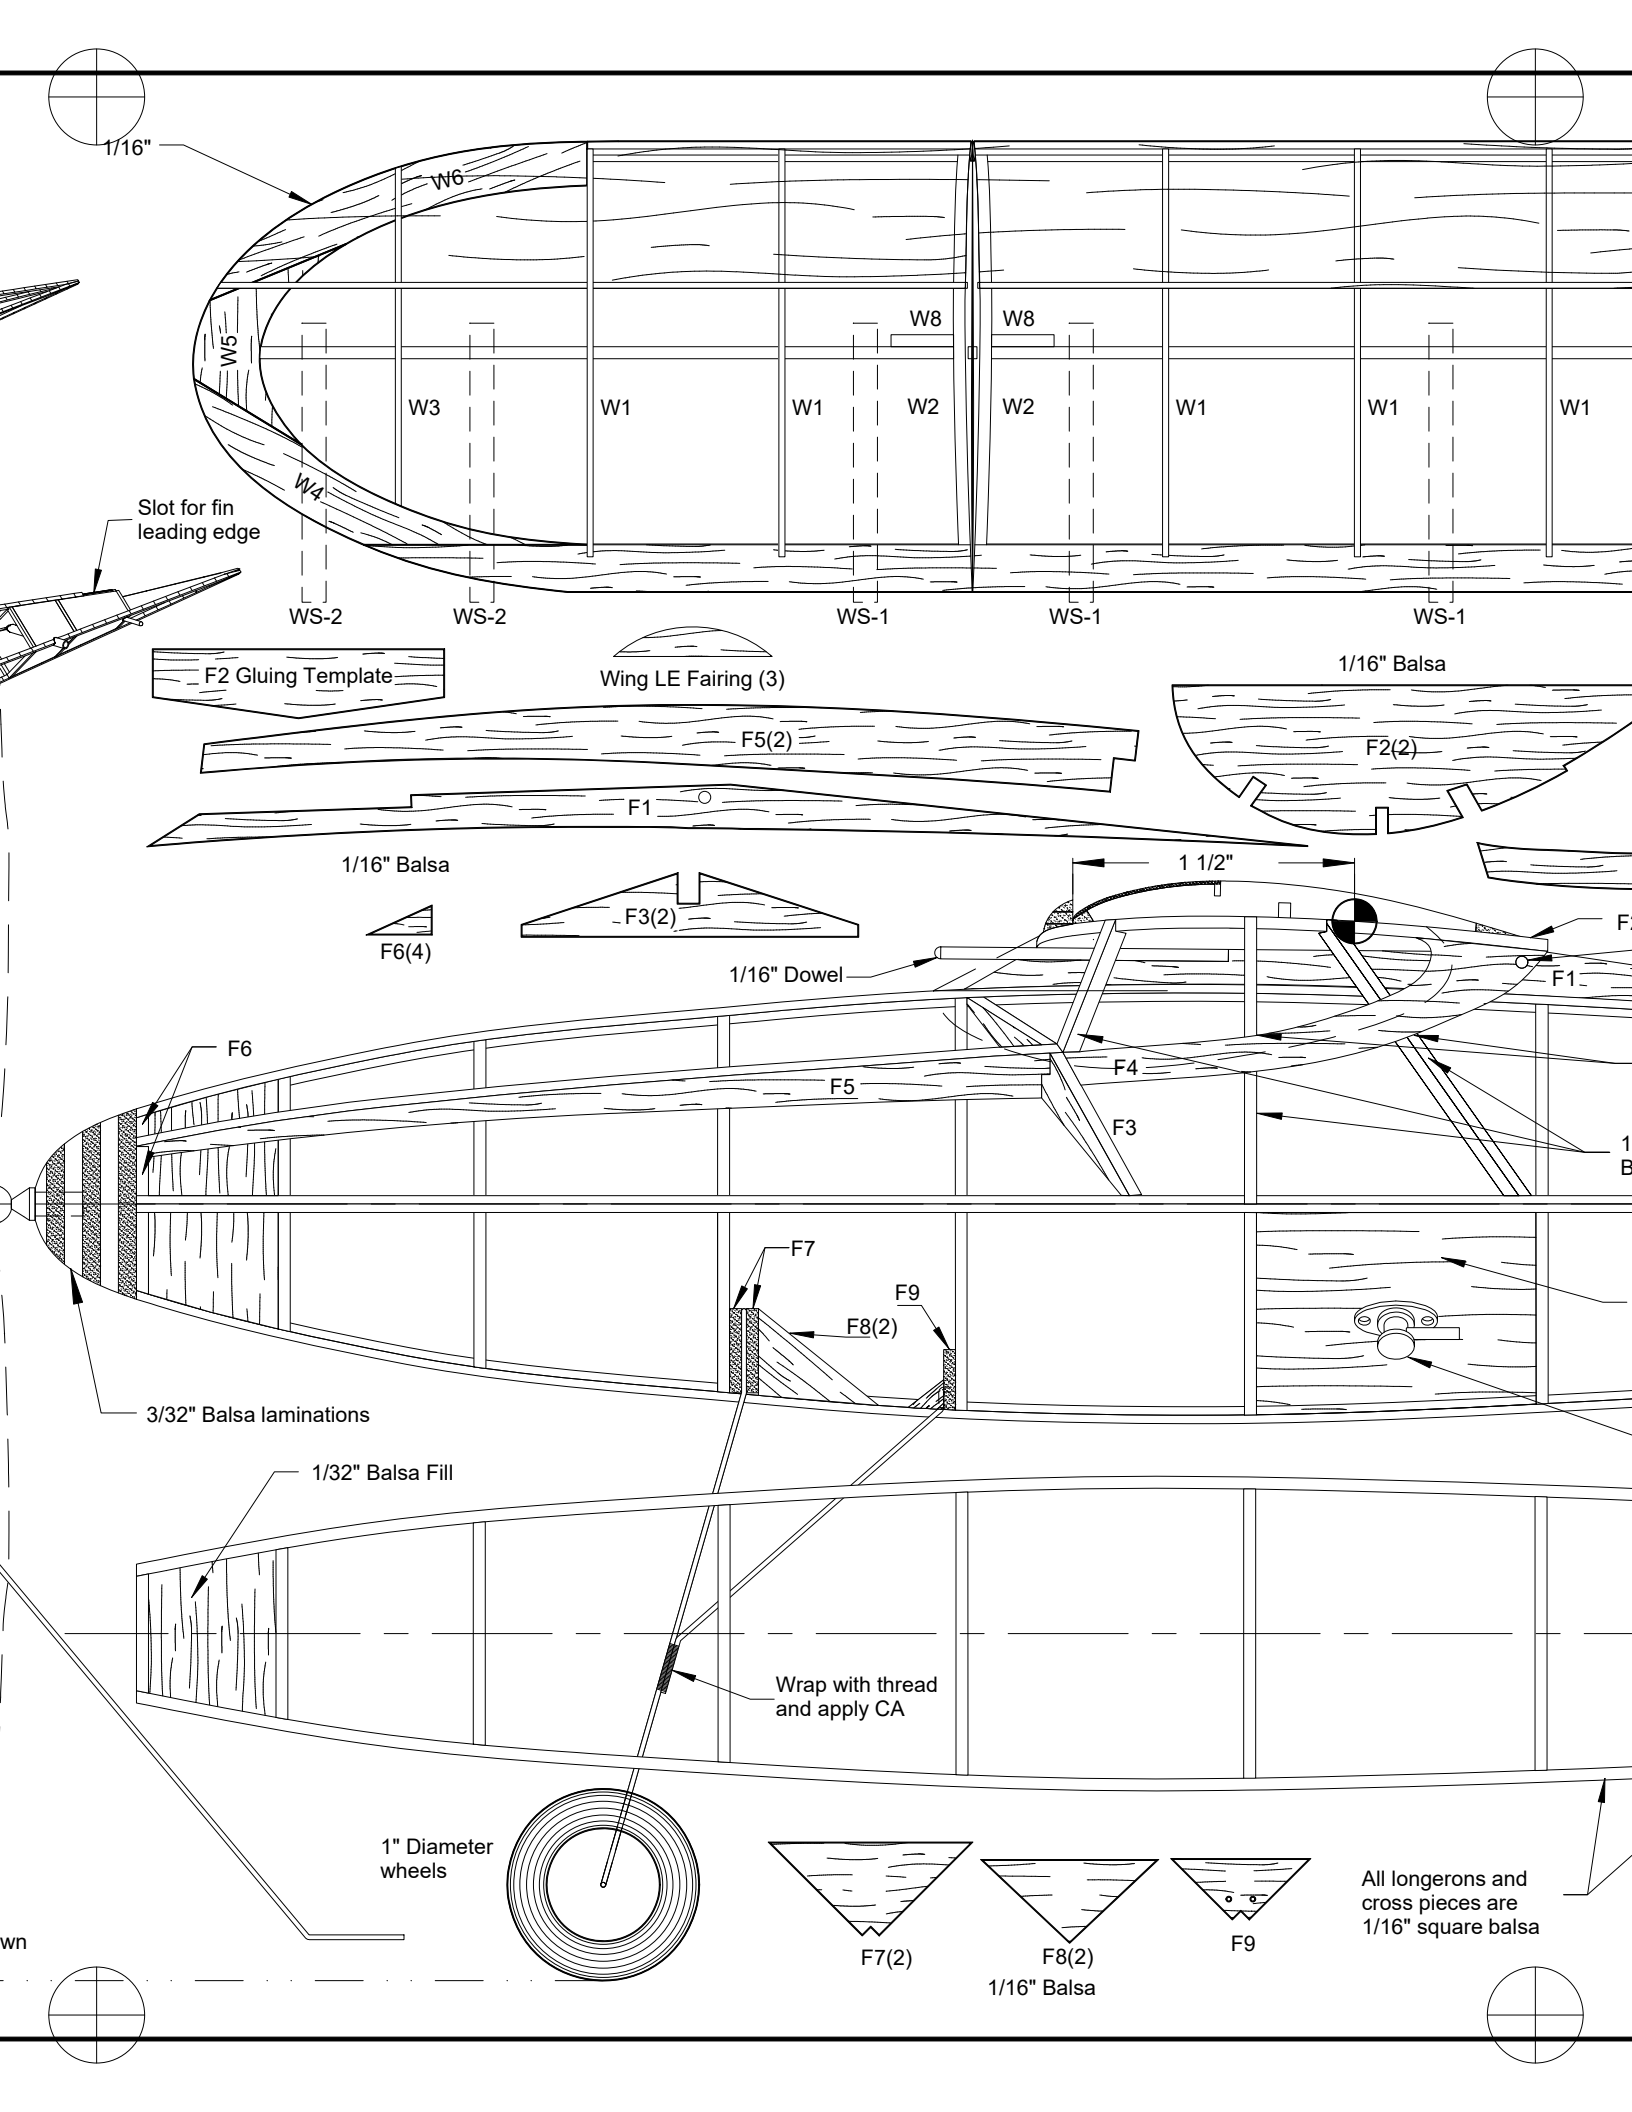 1/16"
W6
W5
W8
W8
W3
W1
W1
W2
W2
W1
W1
W1
W4
Slot for fin
leading edge
WS-2
WS-2
WS-1
WS-1
WS-1
F2 Gluing Template
Wing LE Fairing (3)
1/16" Balsa
F5(2)
F2(2)
F1
1/16" Balsa
1 1/2"
F6(4)
F3(2)
1/16" Dowel
F1
F6
F5
F4
F3
F7
F9
F8(2)
3/32" Balsa laminations
1/32" Balsa Fill
Wrap with thread
and apply CA
1" Diameter
wheels
All longerons and
cross pieces are
1/16" square balsa
wn
F7(2)
F8(2)
F9
1/16" Balsa